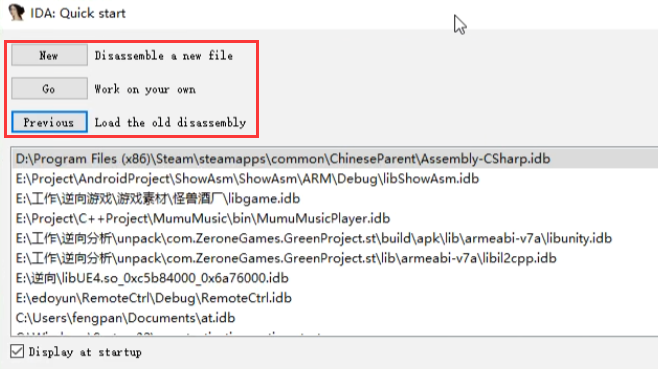 IDA: Quick start
New Disassemble a new file
Go Work on your own
Previous Load the old disassembly
D:\Program Files (x86)\Steam\steamapps\common\ChineseParent\Assembly-CSharp.idb
E:\Project\AndroidProject\ShowAsm\ShowAsm\ARM\Debug\libShowAsm.idb
E:\工作\逆向游戏\游戏素材\怪兽酒厂\libgame.idb
E:\Project\C++Project\MumuMusic\bin\MumuMusicPlayer.idb
E:\工作\逆向分析\unpack\com.ZeroneGames.GreenProject.st\build\apk\lib\armeabi-v7a\libunity.idb
E:\工作\逆向分析\unpack\com.ZeroneGames.GreenProject.st\lib\armeabi-v7a\libil2cpp.idb
E:\逆向\libUE4.so_0xc5b84000_0x6a76000.idb
E:\edoyun\RemoteCtrl\Debug\RemoteCtrl.idb
C:\Users\fengpan\Documents\at.idb
Display at startup